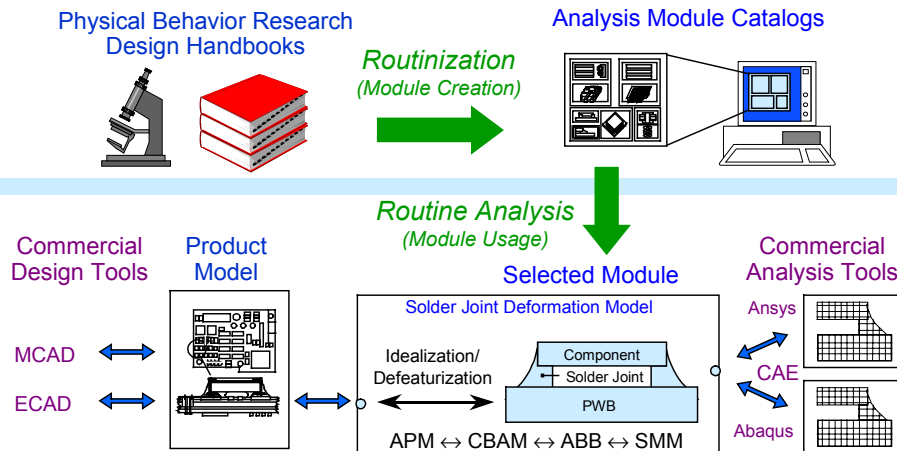 Physical Behavior Research
Design Handbooks
Routinization
(Module Creation)
Analysis Module Catalogs
Routine Analysis
(Module Usage)
Commercial
Design Tools
Product
Model
Selected Module
Commercial
Analysis Tools
MCAD
ECAD
Solder Joint Deformation Model
Idealization/
Defeaturization
Component
Solder Joint
PWB
APM ↔ CBAM ↔ ABB ↔ SMM
Ansys
CAE
Abaqus